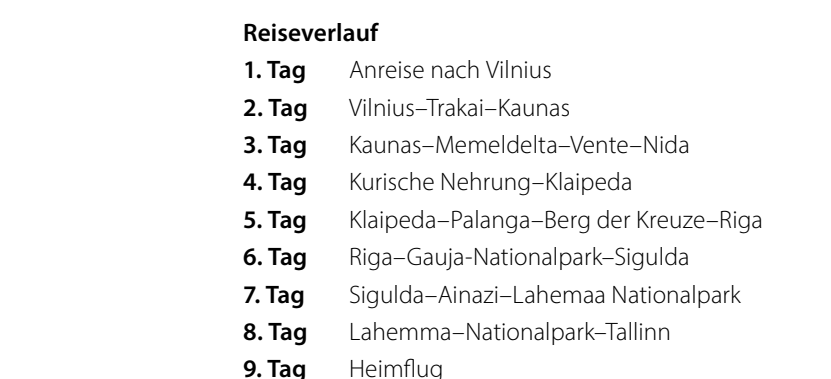 Reiseverlauf
1. Tag Anreise nach Vilnius
2. Tag Vilnius–Trakai–Kaunas
3. Tag Kaunas–Memeldelta–Vente–Nida
4. Tag Kurische Nehrung–Klaipeda
5. Tag Klaipeda–Palanga–Berg der Kreuze–Riga
6. Tag Riga–Gauja-Nationalpark–Sigulda
7. Tag Sigulda–Ainazi–Lahemaa Nationalpark
8. Tag Lahemma–Nationalpark–Tallinn
9. Tag Heimflug